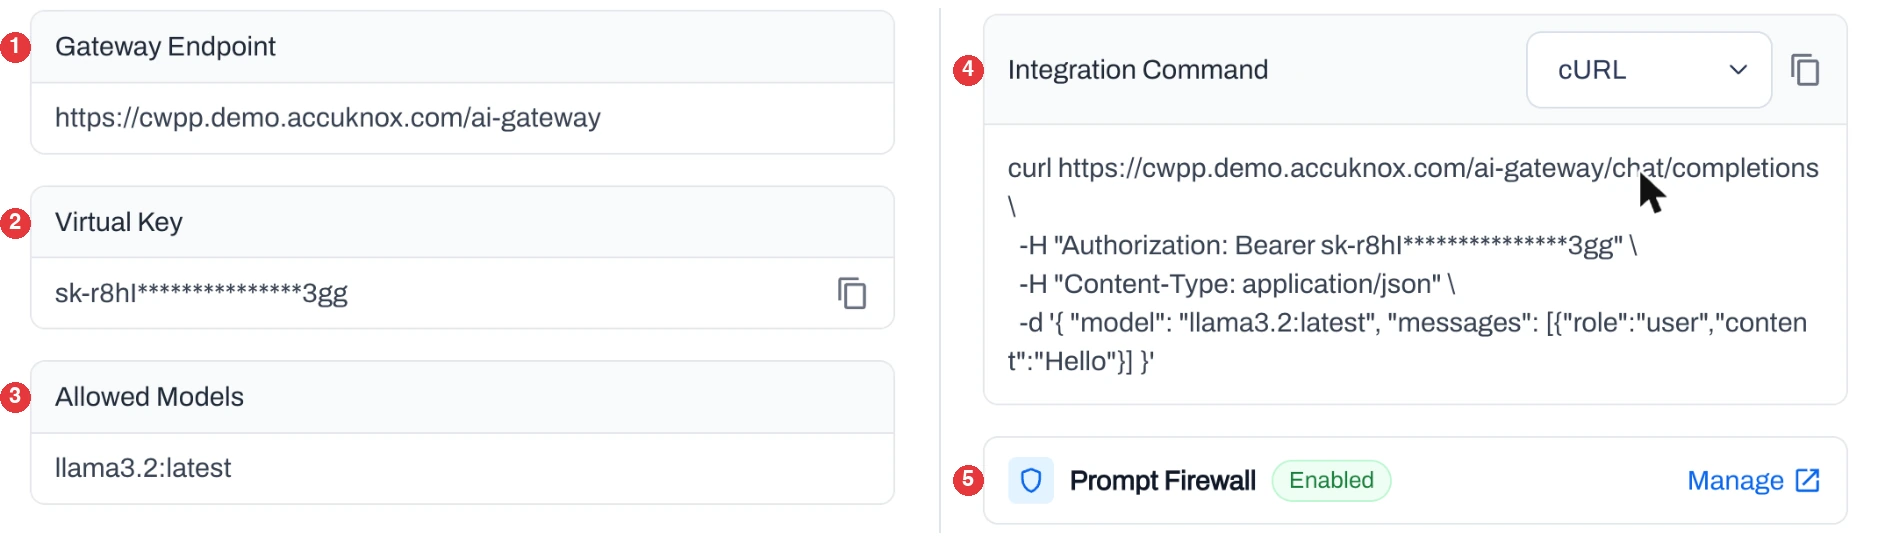 1
Gateway Endpoint
https://cwpp.demo.accuknox.com/ai-gateway
2
Virtual Key
sk-r8hI***************3gg
3
Allowed Models
llama3.2:latest
4
Integration Command
cURL
curl https://cwpp.demo.accuknox.com/ai-gateway/chat/completions
\
-H "Authorization: Bearer sk-r8hI***************3gg" \
-H "Content-Type: application/json" \
-d '{ "model": "llama3.2:latest", "messages": [{"role":"user","conten
t":"Hello"}] }'
5
Prompt Firewall
Enabled
Manage